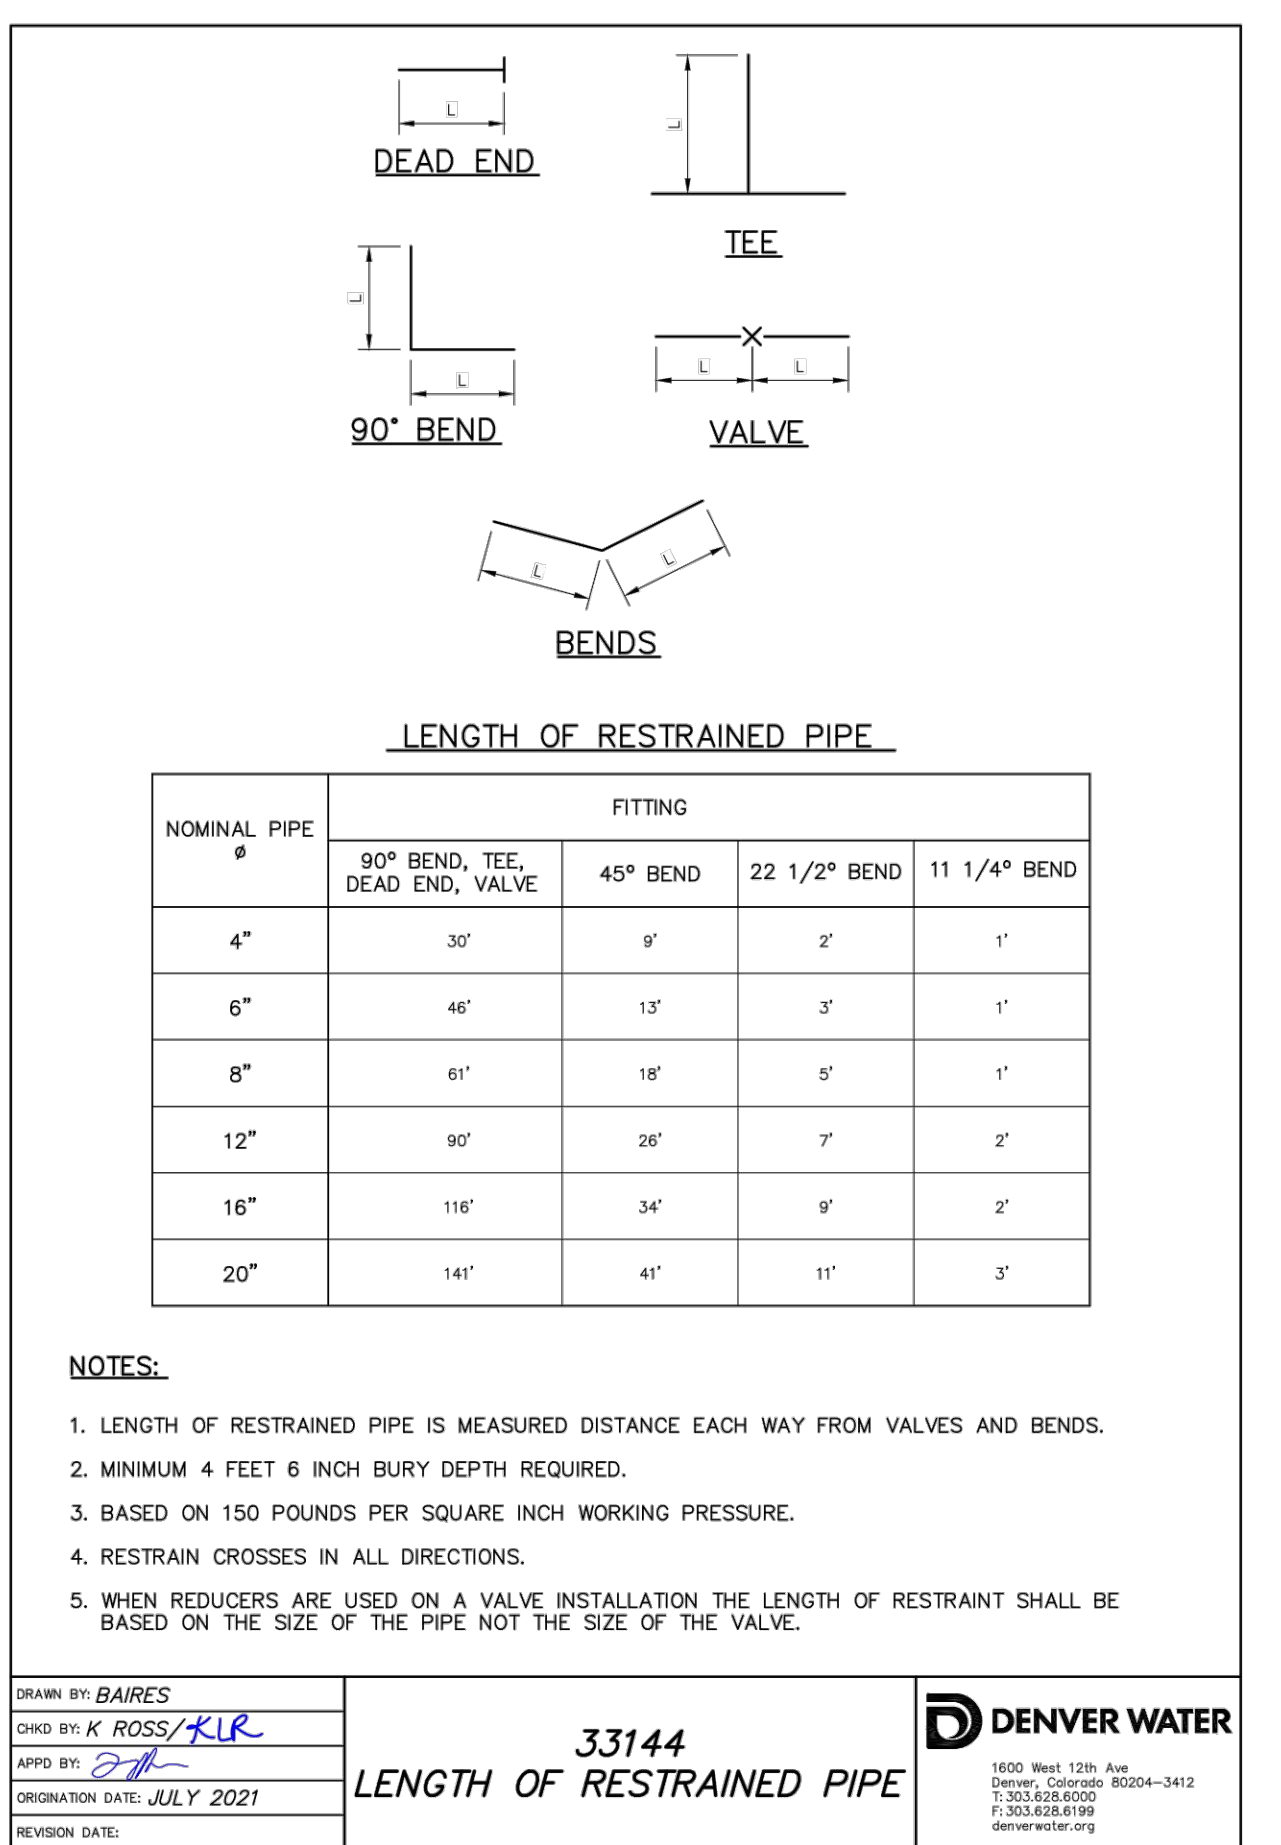 L
DEAD END
L
TEE
L
L
90° BEND
L
L
VALVE
L
L
BENDS
LENGTH OF RESTRAINED PIPE
NOMINAL PIPE
ø
FITTING
90° BEND, TEE,
DEAD END, VALVE
45° BEND
22 1/2° BEND
11 1/4° BEND
4" 30' 9' 2' 1'
6" 46' 13' 3' 1'
8" 61' 18' 5' 1'
12" 90' 26' 7' 2'
16" 116' 34' 9' 2'
20" 141' 41' 11' 3'
NOTES:
1. LENGTH OF RESTRAINED PIPE IS MEASURED DISTANCE EACH WAY FROM VALVES AND BENDS.
2. MINIMUM 4 FEET 6 INCH BURY DEPTH REQUIRED.
3. BASED ON 150 POUNDS PER SQUARE INCH WORKING PRESSURE.
4. RESTRAIN CROSSES IN ALL DIRECTIONS.
5. WHEN REDUCERS ARE USED ON A VALVE INSTALLATION THE LENGTH OF RESTRAINT SHALL BE
BASED ON THE SIZE OF THE PIPE NOT THE SIZE OF THE VALVE.
DRAWN BY: BAIRES
CHKD BY: K ROSS/KLR
APPD BY:
ORIGINATION DATE: JULY 2021
REVISION DATE:
33144
LENGTH OF RESTRAINED PIPE
DENVER WATER
1600 West 12th Ave
Denver, Colorado 80204-3412
T: 303.628.6000
F: 303.628.6199
denverwater.org